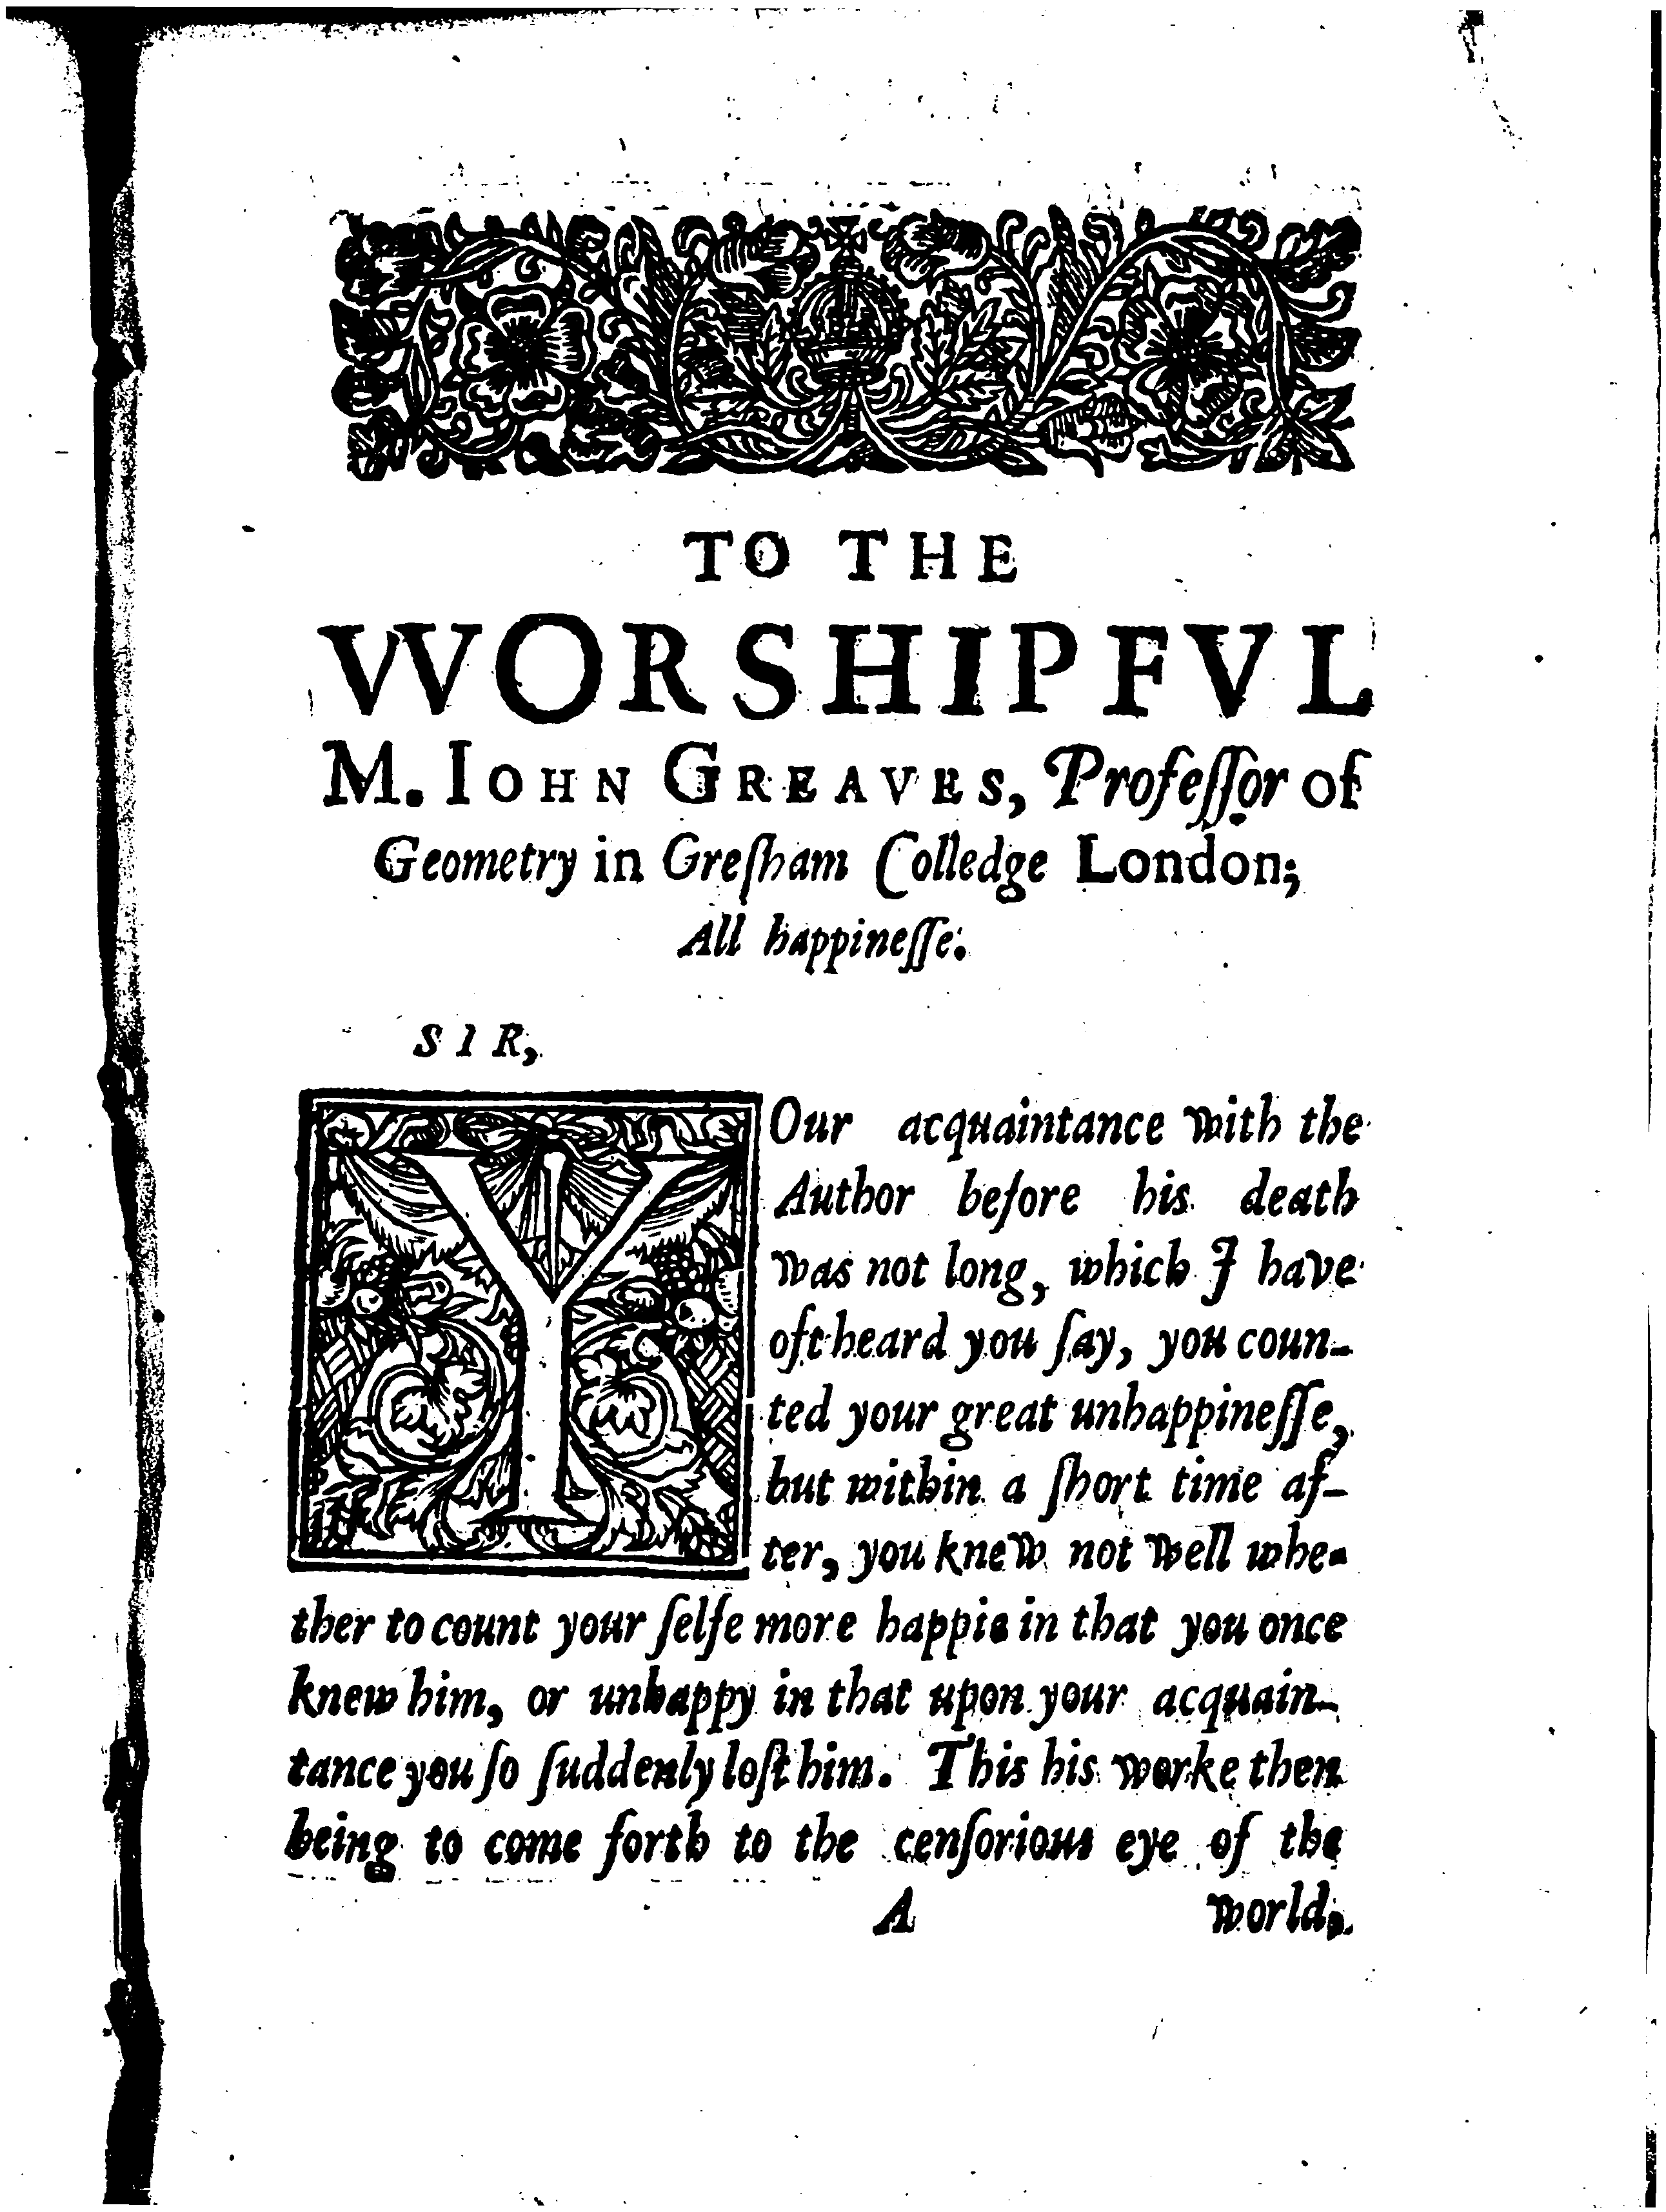 TO THE
VVORSHIPFVL
M. IOHN GREAVES, Profeſſor of
Geometry in Greſham Colledge London;
All happineſſe.
SIR,
YOur acquaintance with the
Author before his death
was not long, which I have
oft heard you ſay, you coun-
ted your great unhappineſſe,
but within a ſhort time af-
ter, you knew not well whe-
ther to count your ſelfe more happie in that you once
knew him, or unhappy in that upon your acquain-
tance you ſo ſuddenly loſt him. This his worke then
being to come forth to the cenſorious eye of the
A world,